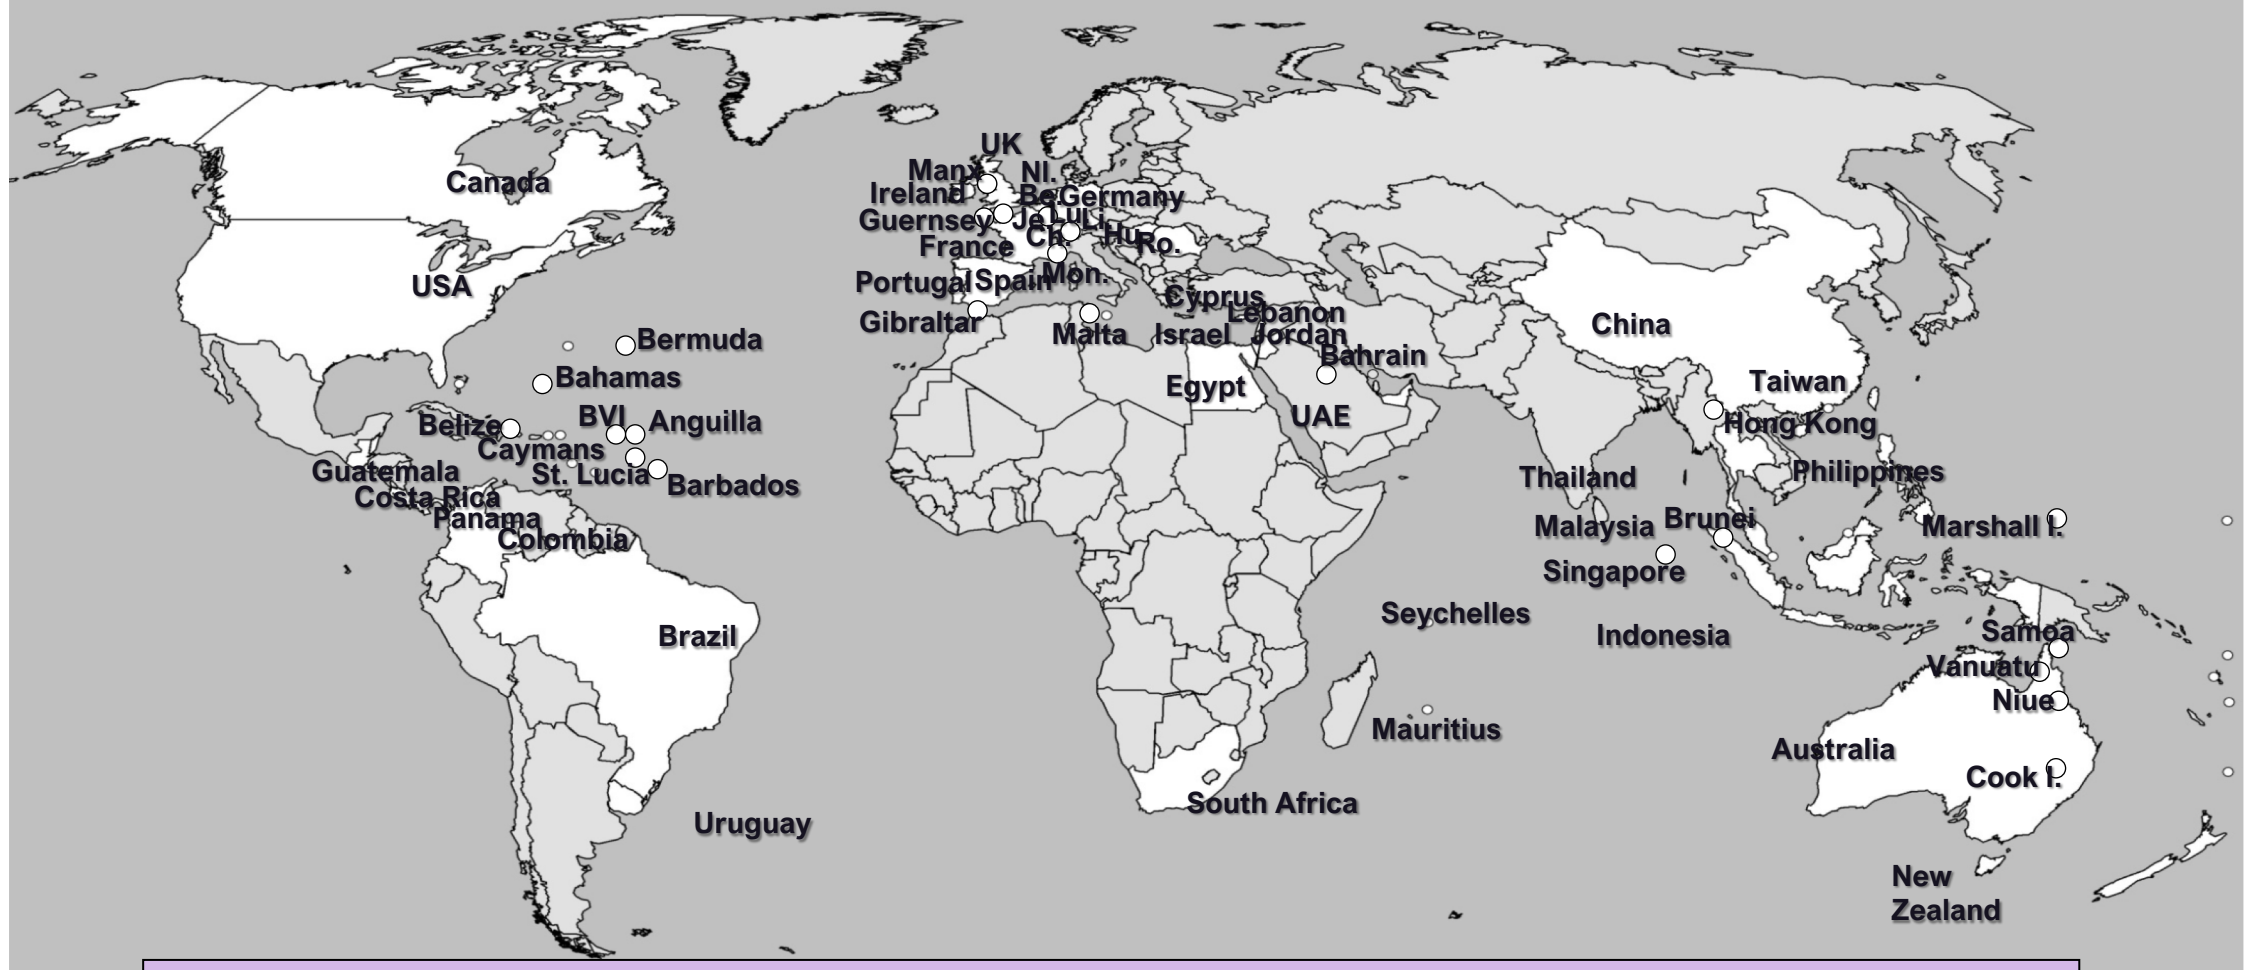 UK
Manx
Nl.
Canada
Ireland
Be.
Germany
Guernsey
Je.
Lu.
Li.
France
Ch.
Hu.
Ro.
USA
Portugal
Spain
Mon.
Cyprus
Lebanon
Gibraltar
Malta
Israel
Jordan
China
Bermuda
Bahrain
Bahamas
Egypt
Taiwan
Belize
BVI
Anguilla
UAE
Hong Kong
Caymans
Guatemala
St. Lucia
Barbados
Thailand
Philippines
Costa Rica
Panama
Colombia
Malaysia
Brunei
Marshall I.
Singapore
Seychelles
Brazil
Indonesia
Samoa
Vanuatu
Niue
Mauritius
Australia
Cook I.
South Africa
Uruguay
New
Zealand